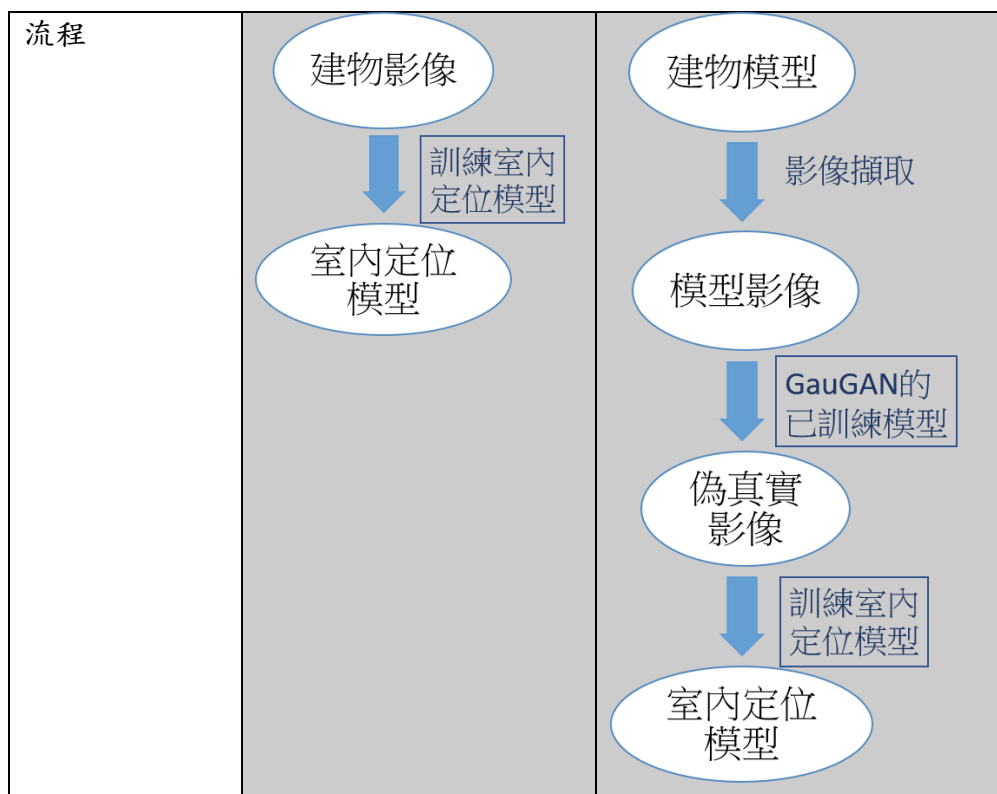 流程
建物影像
訓練室內
定位模型
室內定位
模型
建物模型
影像擷取
模型影像
GauGAN的
已訓練模型
偽真實
影像
訓練室內
定位模型
室內定位
模型